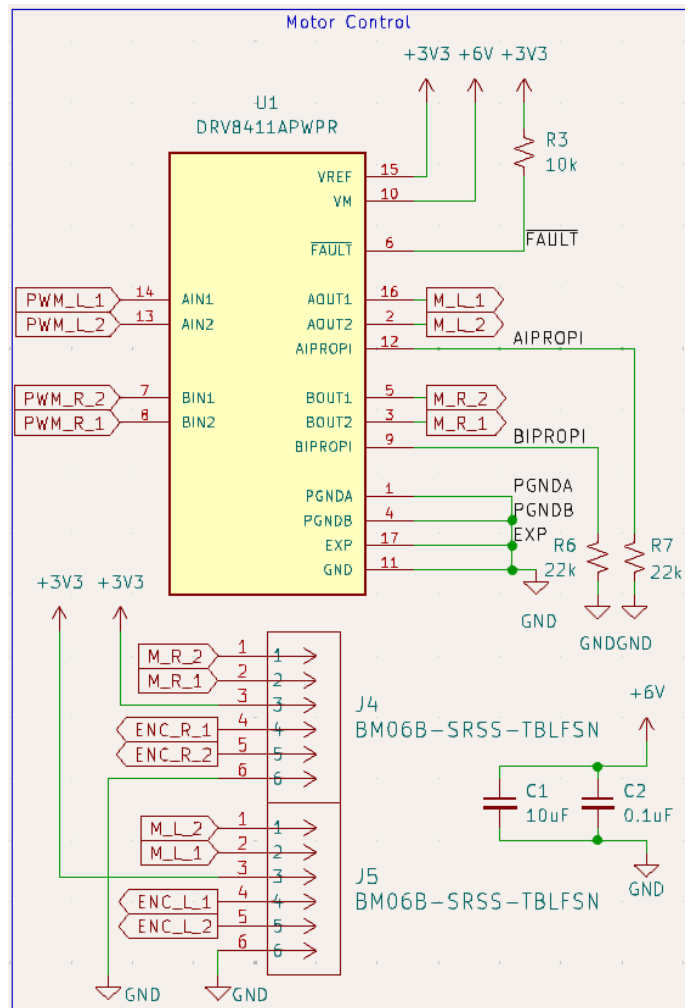 Motor Control
+3V3 +6V +3V3
U1
DRV8411APWPR
R3
10k
VREF 15
VM 10
FAULT 6 FAULT
PWM_L_1 14 AIN1 AOUT1 16 M_L_1
PWM_L_2 13 AIN2 AOUT2 2 M_L_2
AIPROPI 12 AIPROPI
PWM_R_2 7 BIN1 BOUT1 5 M_R_2
PWM_R_1 8 BIN2 BOUT2 3 M_R_1
BIPROPI 9 BIPROPI
PGNDA 1 PGNDA
PGNDB 4 PGNDB
EXP 17 EXP
GND 11
R6
22k
R7
22k
GND
GND GND
+3V3 +3V3
M_R_2 1 1
M_R_1 2 2
3 3
ENC_R_1 4 4
ENC_R_2 5 5
6 6
J4
BM06B-SRSS-TBLFSN
M_L_2 1 1
M_L_1 2 2
3 3
ENC_L_1 4 4
ENC_L_2 5 5
6 6
J5
BM06B-SRSS-TBLFSN
+6V
C1
10uF
C2
0.1uF
GND
GND GND